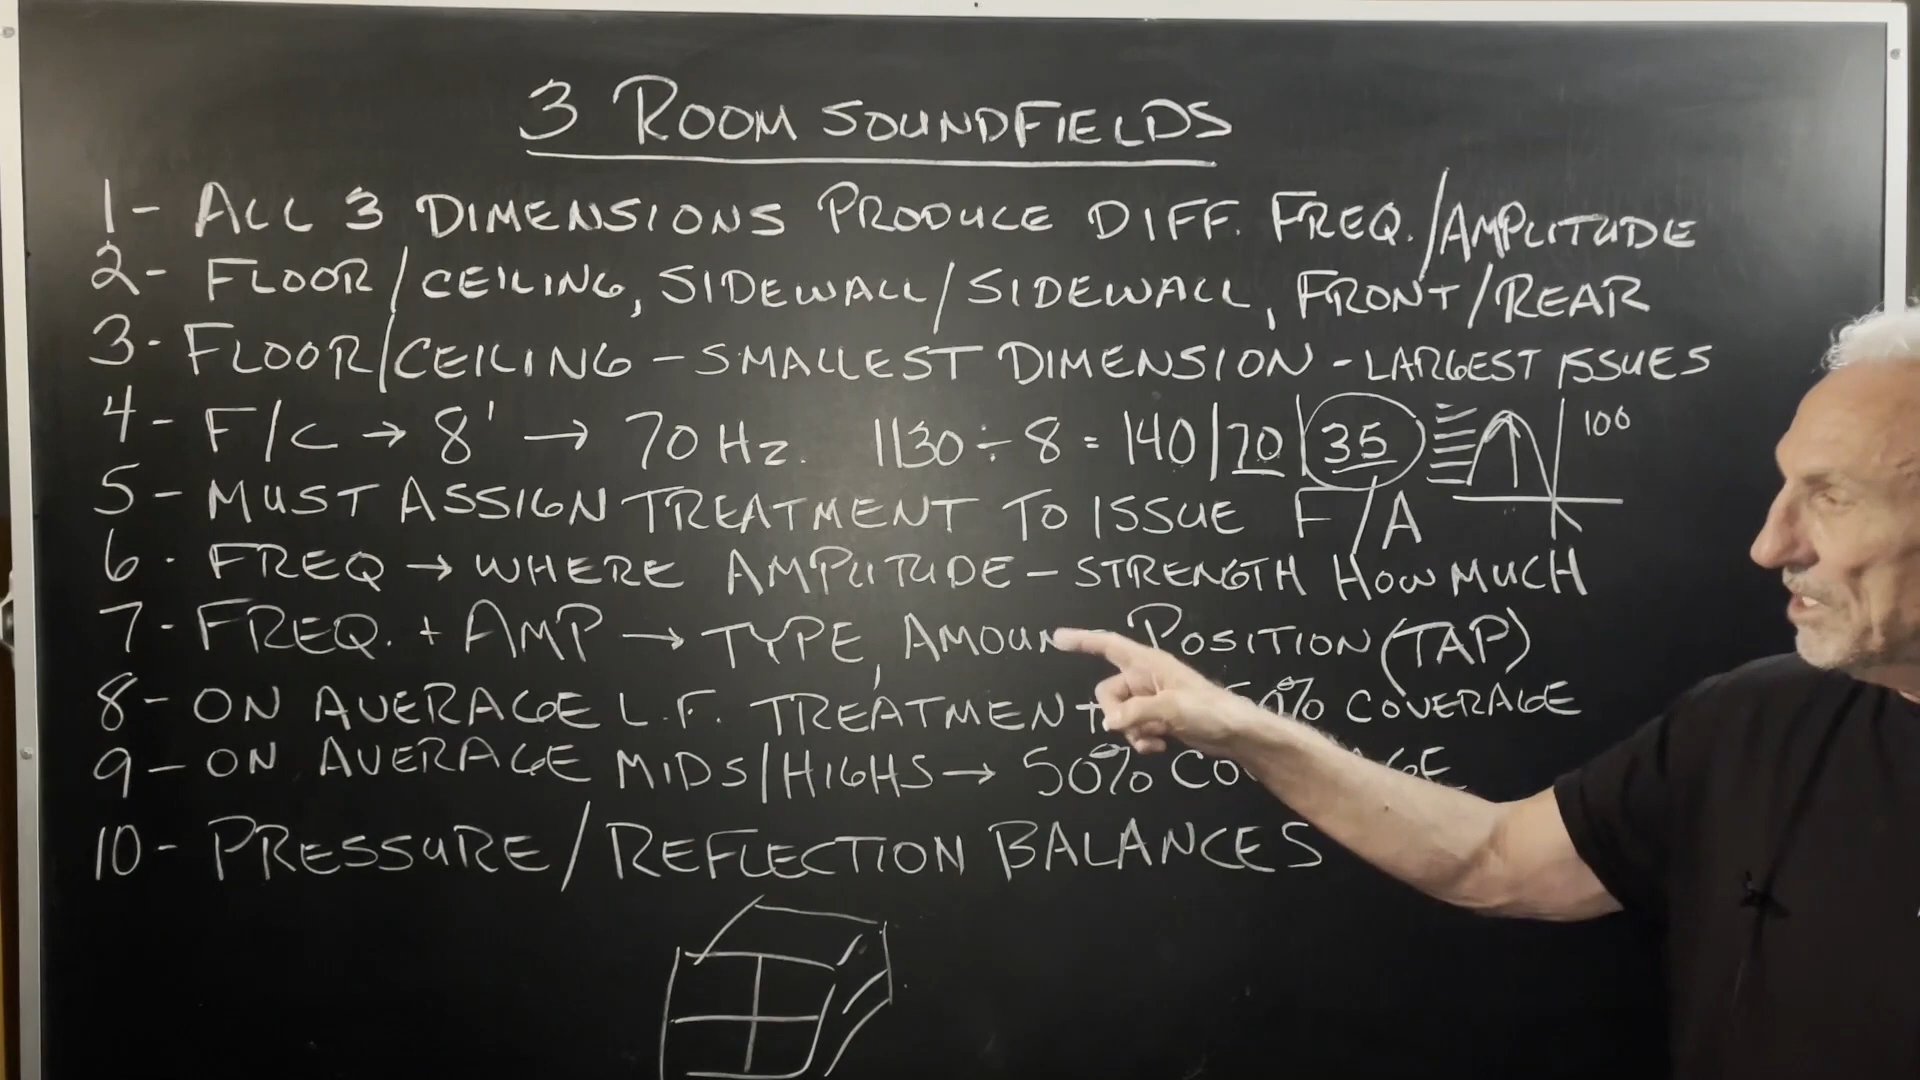 3 ROOM SOUNDFIELDS
1- ALL 3 DIMENSIONS PRODUCE DIFF. FREQ./AMPLITUDE
2- FLOOR/CEILING, SIDEWALL/SIDEWALL, FRONT/REAR
3- FLOOR/CEILING - SMALLEST DIMENSION - LARGEST ISSUES
4- F/C → 8' → 70 Hz. 1130 ÷ 8 = 140|70|35 100
5- MUST ASSIGN TREATMENT TO ISSUE F/A
6- FREQ → WHERE AMPLITUDE - STRENGTH HOW MUCH
7- FREQ. + AMP → TYPE, AMOUN POSITION (TAP)
8- ON AVERAGE L.F. TREATMENT 0% COVERAGE
9- ON AVERAGE MIDS/HIGHS → 50%
10- PRESSURE/REFLECTION BALANCES